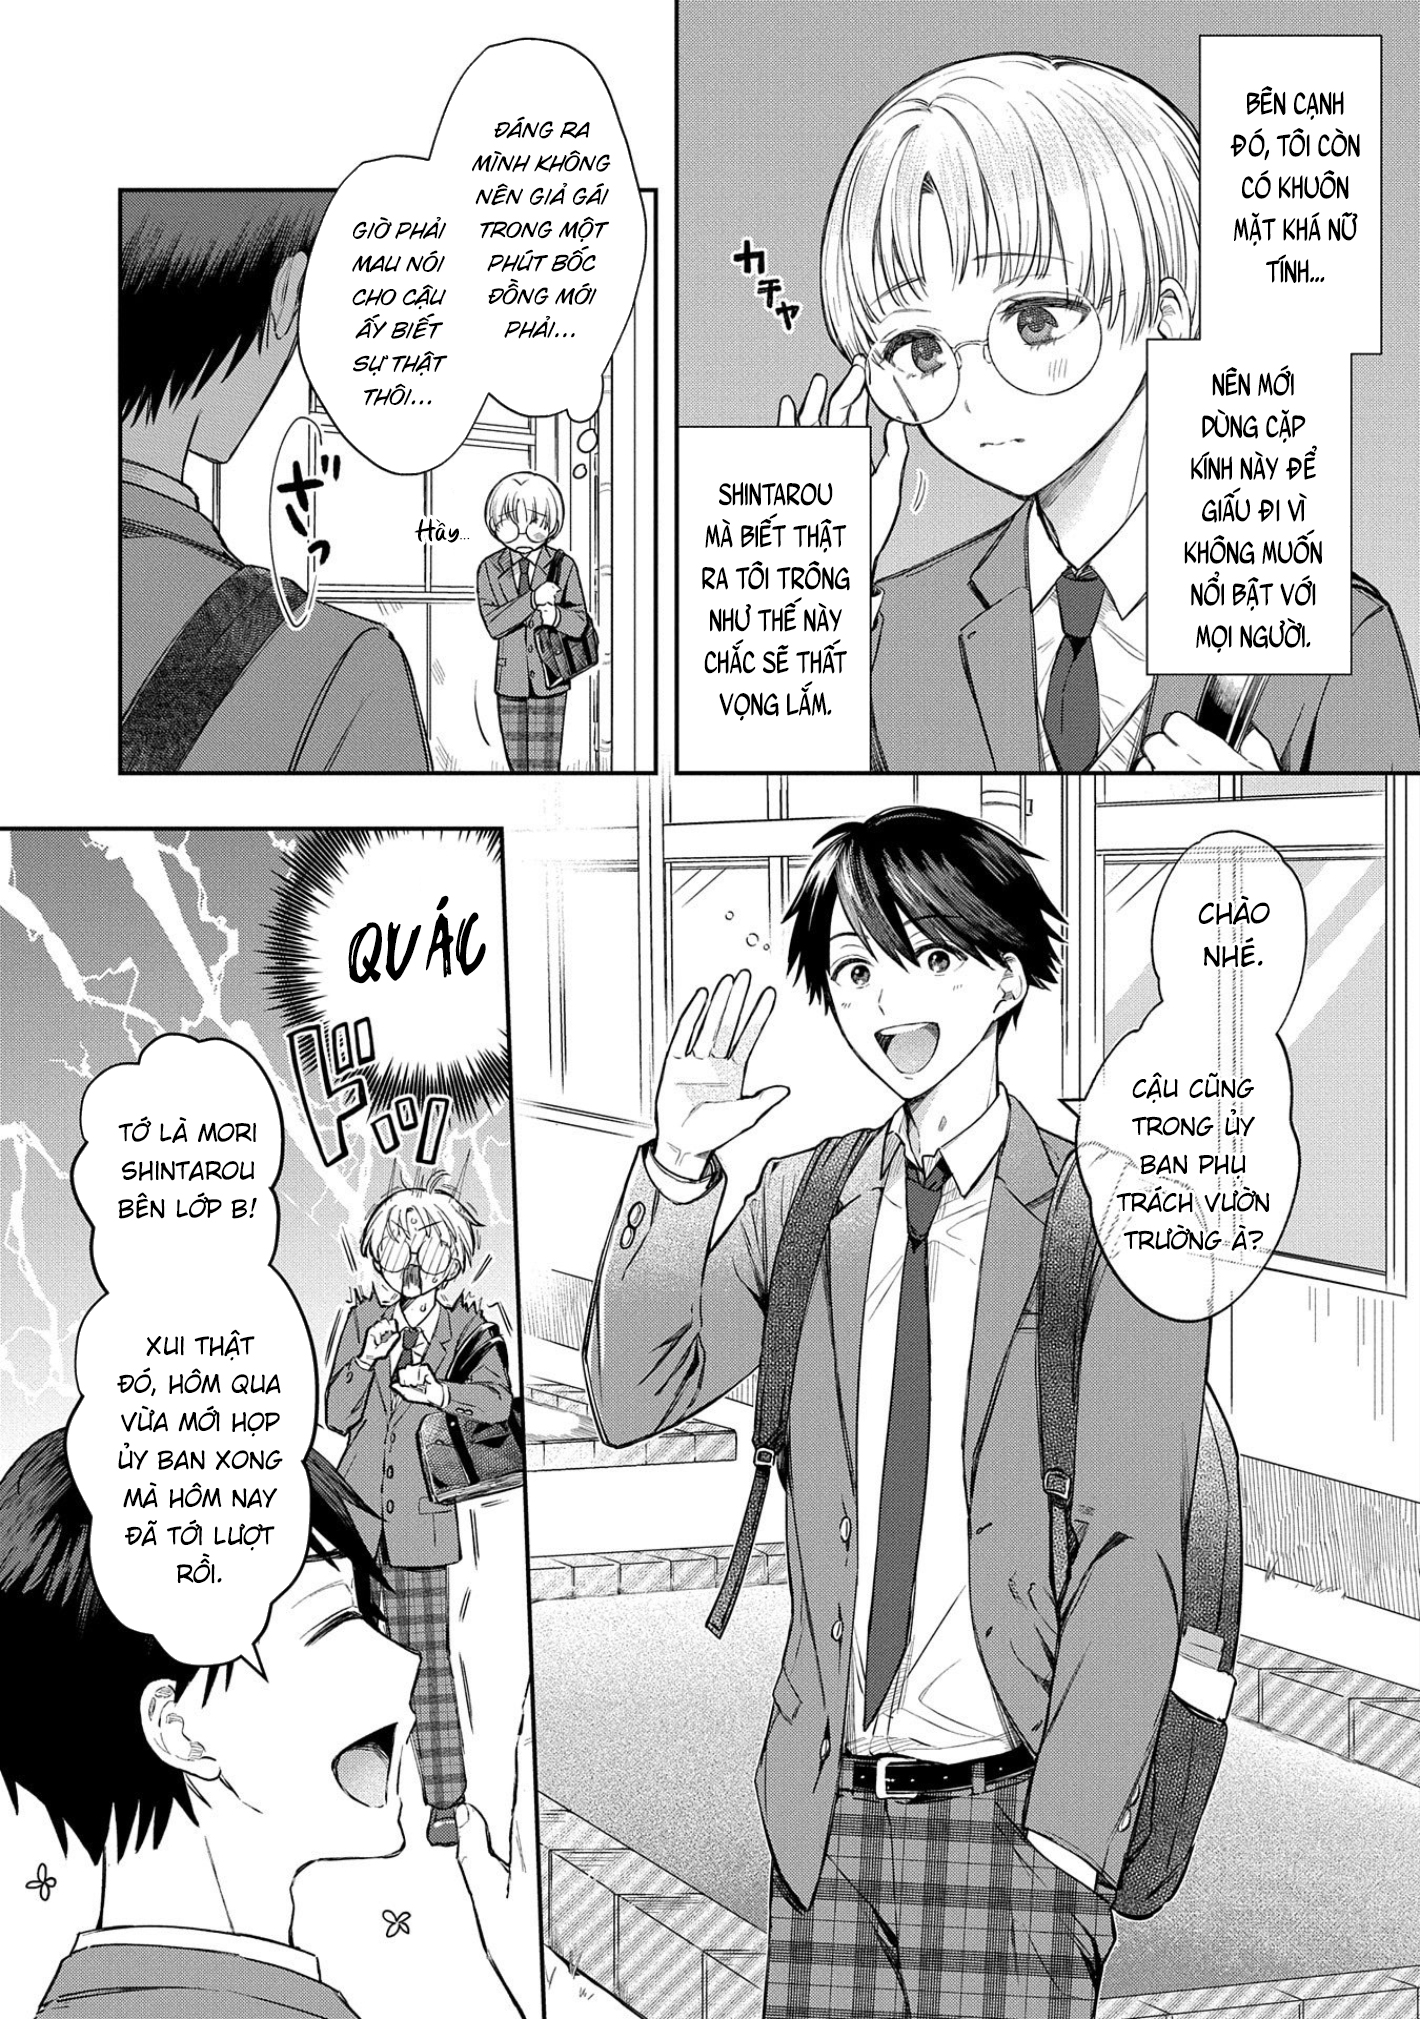 BÊN CẠNH
ĐÓ, TÔI CÒN
CÓ KHUÔN
MẶT KHÁ NỮ
TÍNH...
NÊN MỚI
DÙNG CẶP
KÍNH NÀY ĐỂ
GIẤU ĐI VÌ
KHÔNG MUỐN
NỔI BẬT VỚI
MỌI NGƯỜI.
カチャ
SHINTAROU
MÀ BIẾT THẬT
RA TÔI TRÔNG
NHƯ THẾ NÀY
CHẮC SẼ THẤT
VỌNG LẮM.
ĐÁNG RA
MÌNH KHÔNG
NÊN GIẢ GÁI
TRONG MỘT
PHÚT BỐC
ĐỒNG MỚI
PHẢI...
GIỜ PHẢI
MAU NÓI
CHO CẬU
ẤY BIẾT
SỰ THẬT
THÔI...
Hầy...
ざっ
CHÀO
NHÉ.
CẬU CŨNG
TRONG ỦY
BAN PHỤ
TRÁCH VƯỜN
TRƯỜNG À?
QUÁC
TỚ LÀ MORI
SHINTAROU
BÊN LỚP B!
XUI THẬT
ĐÓ, HÔM QUA
VỪA MỚI HỌP
ỦY BAN XONG
MÀ HÔM NAY
ĐÃ TỚI LƯỢT
RỒI.